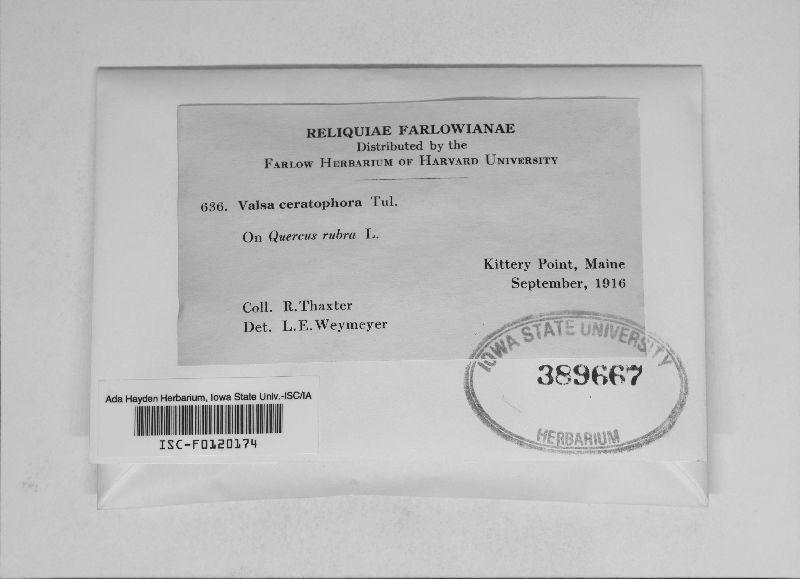 RELIQUIAE FARLOWIANAE
Distributed by the
FARLOW HERBARIUM OF HARVARD UNIVERSITY
636. Valsa ceratophora Tul.
On Quercus rubra L.
Kittery Point, Maine
September, 1916
Coll. R. Thaxter
Det. L. E. Weymeyer
IOWA STATE UNIVERSITY
389667
HERBARIUM
Ada Hayden Herbarium, Iowa State Univ.-ISC/IA
ISC-F0120174